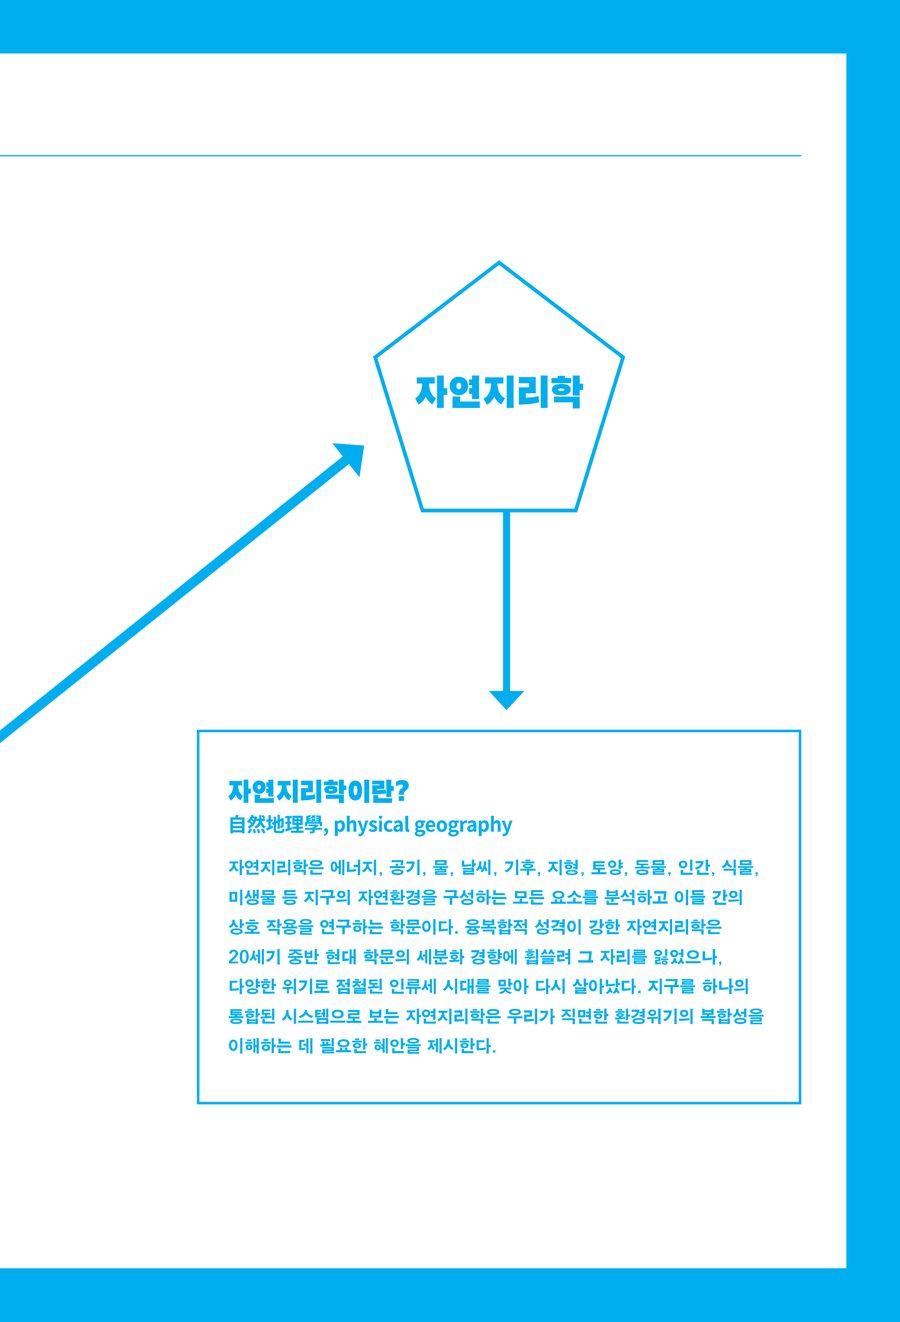 자연지리학
자연지리학이란?
自然地理學, physical geography
자연지리학은 에너지, 공기, 물, 날씨, 기후, 지형, 토양, 동물, 인간, 식물,
미생물 등 지구의 자연환경을 구성하는 모든 요소를 분석하고 이들 간의
상호 작용을 연구하는 학문이다. 융복합적 성격이 강한 자연지리학은
20세기 중반 현대 학문의 세분화 경향에 휩쓸려 그 자리를 잃었으나,
다양한 위기로 점철된 인류세 시대를 맞아 다시 살아났다. 지구를 하나의
통합된 시스템으로 보는 자연지리학은 우리가 직면한 환경위기의 복합성을
이해하는 데 필요한 혜안을 제시한다.